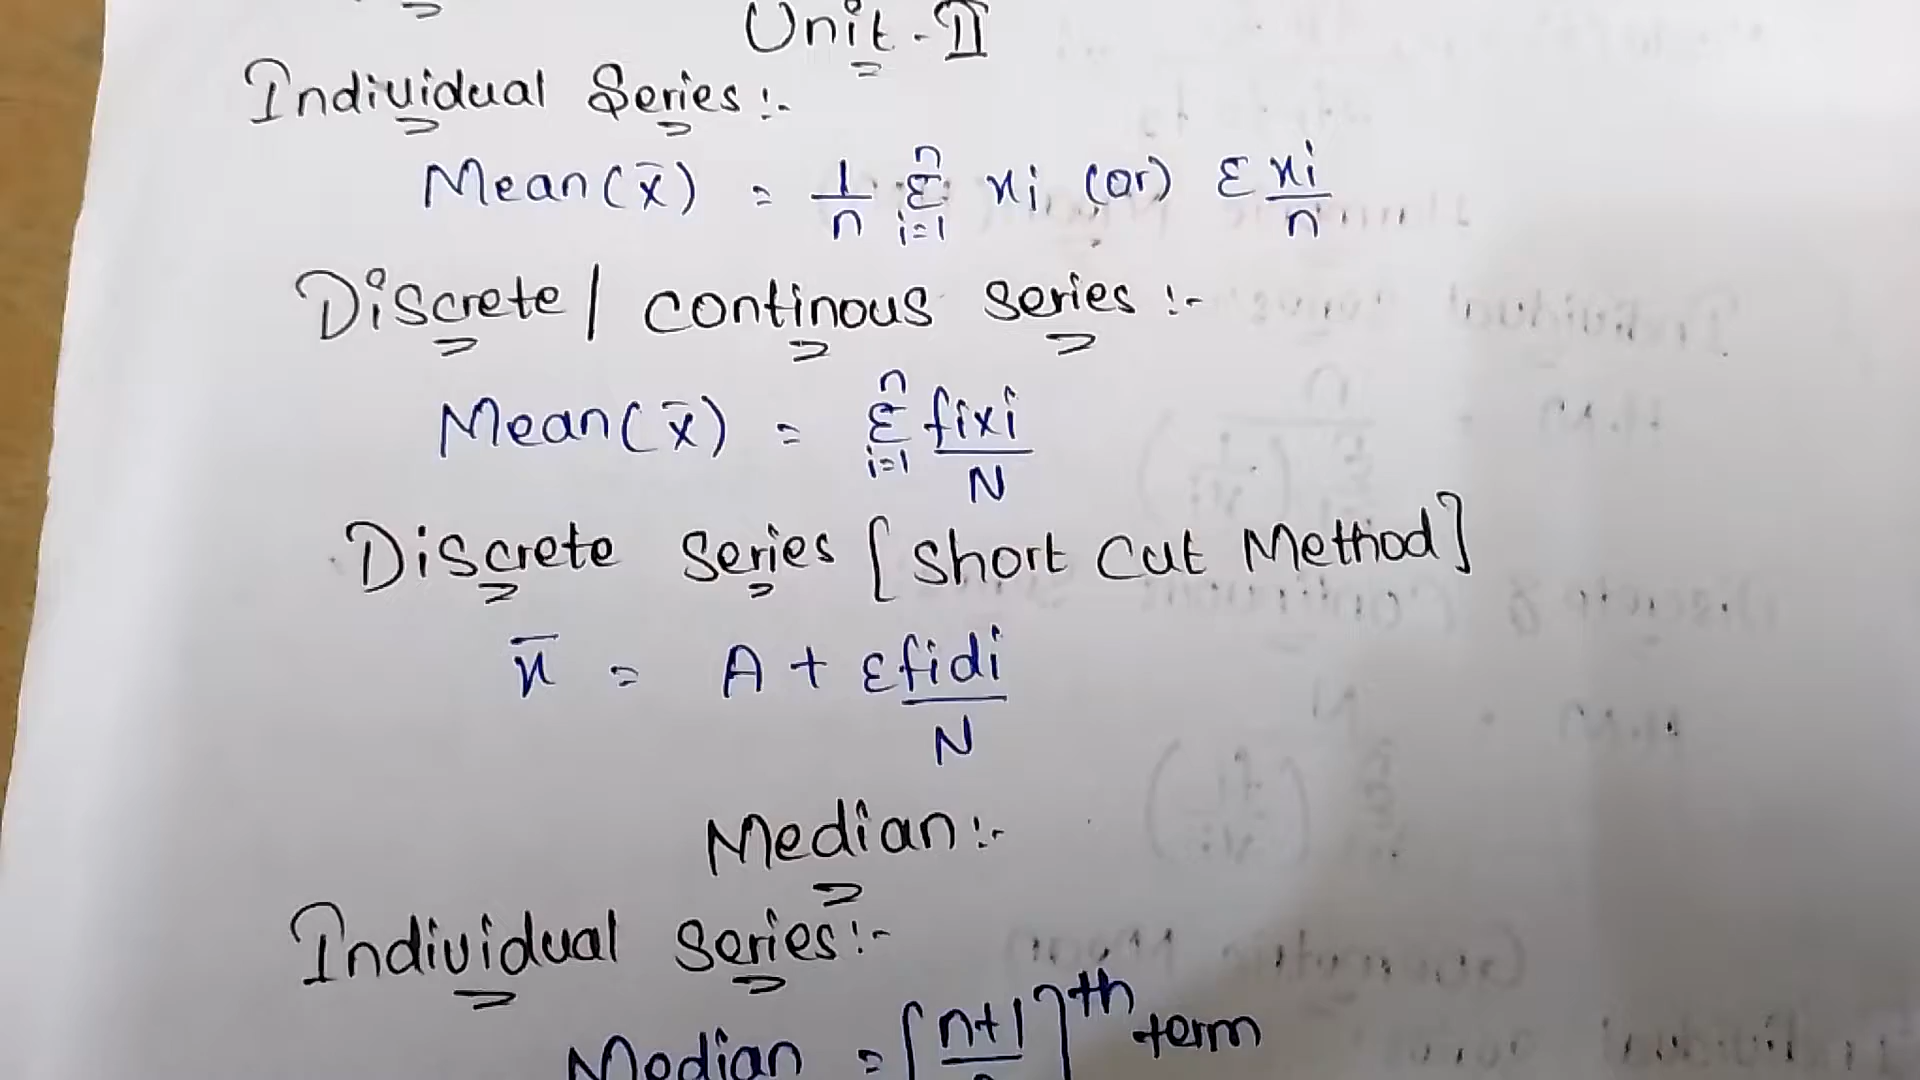 Unit-II
Individual Series:-
Mean(x̄) = 1/n Σ_{i=1}^{n} xi (or) Σ xi/n
Discrete/ continous series:-
Mean(x̄) = Σ_{i=1}^{n} fixi/N
Discrete series [short cut Method]
x̄ = A + Σfidi/N
Median:-
Individual series:-
Median = [n+1/]th term